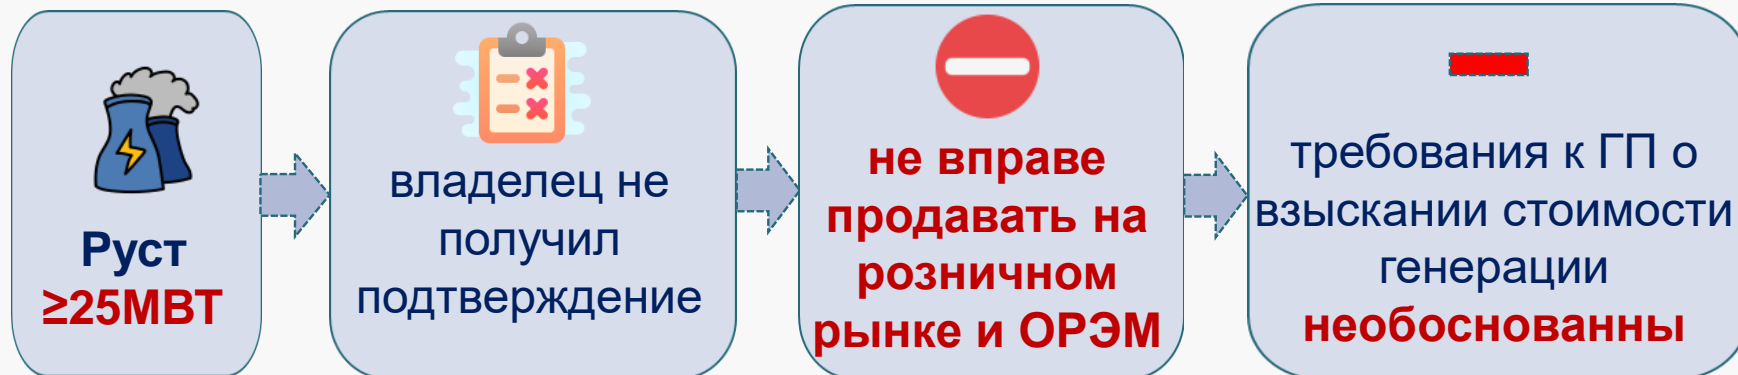 Руст
≥25МВТ
владелец не
получил
подтверждение
не вправе
продавать на
розничном
рынке и ОРЭМ
требования к ГП о
взыскании стоимости
генерации
необоснованны